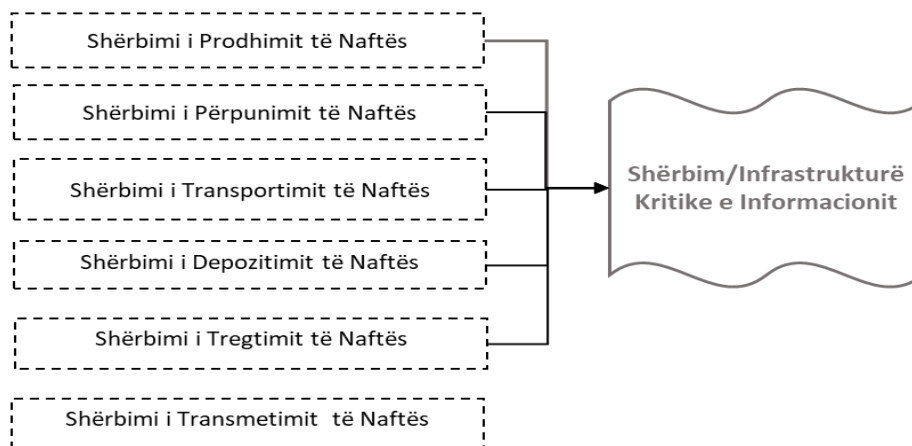 Shërbimi i Prodhimit të Naftës
Shërbimi i Përpunimit të Naftës
Shërbimi i Transportimit të Naftës
Shërbimi i Depozitimit të Naftës
Shërbimi i Tregtimit të Naftës
Shërbimi i Transmetimit të Naftës
Shërbim/Infrastrukturë
Kritike e Informacionit